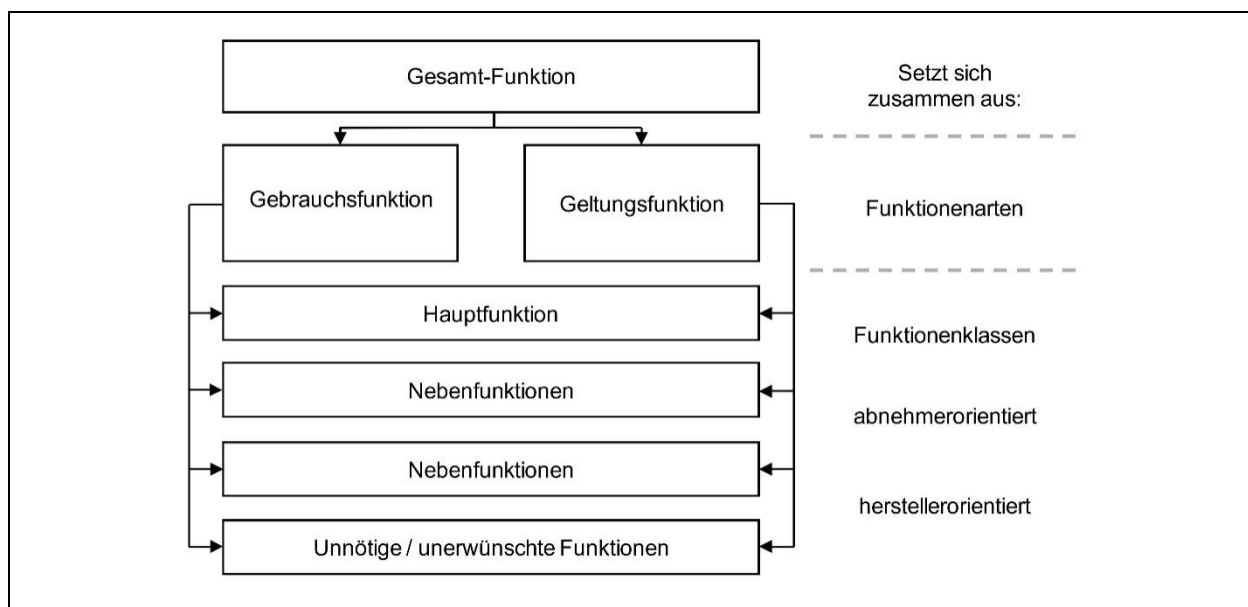 Gesamt-Funktion
Setzt sich
zusammen aus:
Gebrauchsfunktion
Geltungsfunktion
Funktionenarten
Hauptfunktion
Funktionenklassen
Nebenfunktionen
abnehmerorientiert
Nebenfunktionen
herstellerorientiert
Unnötige / unerwünschte Funktionen